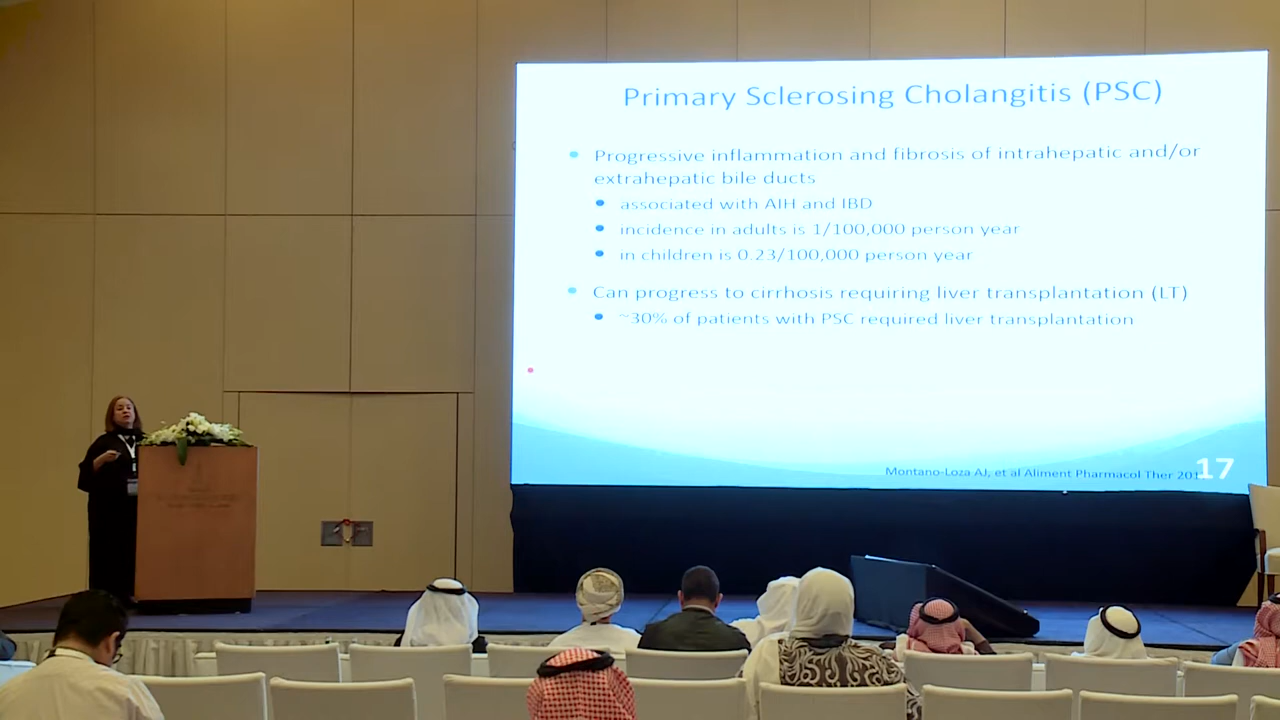 Primary Sclerosing Cholangitis (PSC)
Progressive inflammation and fibrosis of intrahepatic and/or
extrahepatic bile ducts
associated with AIH and IBD
incidence in adults is 1/100,000 person year
in children is 0.23/100,000 person year
Can progress to cirrhosis requiring liver transplantation (LT)
~30% of patients with PSC required liver transplantation
Montano-Loza AJ, et al Aliment Pharmacol Ther
17